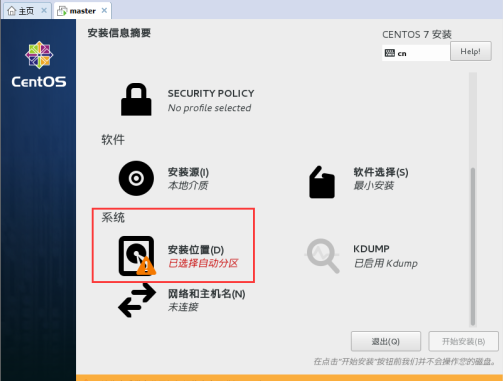 主页
master
CentOS
安装信息摘要
CENTOS 7 安装
cn
Help!
SECURITY POLICY
No profile selected
软件
安装源(I)
本地介质
软件选择(S)
最小安装
系统
安装位置(D)
已选择自动分区
KDUMP
已启用 Kdump
网络和主机名(N)
未连接
退出(Q)
开始安装(B)
在点击"开始安装"按钮前我们并不会操作您的磁盘。